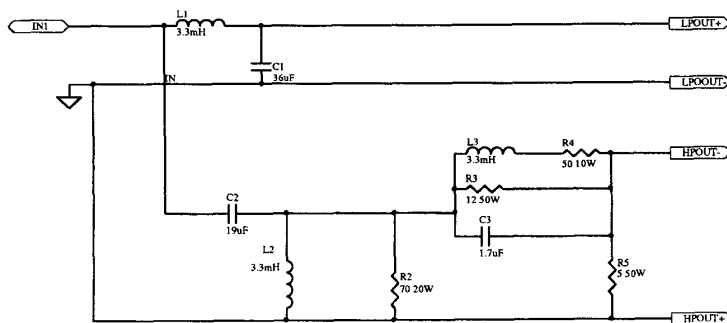 L1
IN1
3.3mH
LPOUT+
C1
36uF
IN
LPOOUT-
L3
3.3mH
R4
50 10W
HPOUT-
R3
12 50W
C2
19uF
C3
1.7uF
L2
3.3mH
R2
70 20W
R5
5 50W
HPOUT+